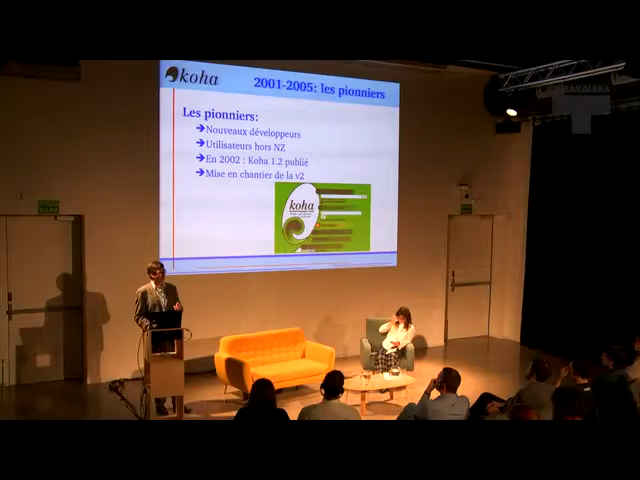 koha
2001-2005: les pionniers
Les pionniers:
➔Nouveaux développeurs
➔Utilisateurs hors NZ
➔En 2002 : Koha 1.2 publié
➔Mise en chantier de la v2
koha